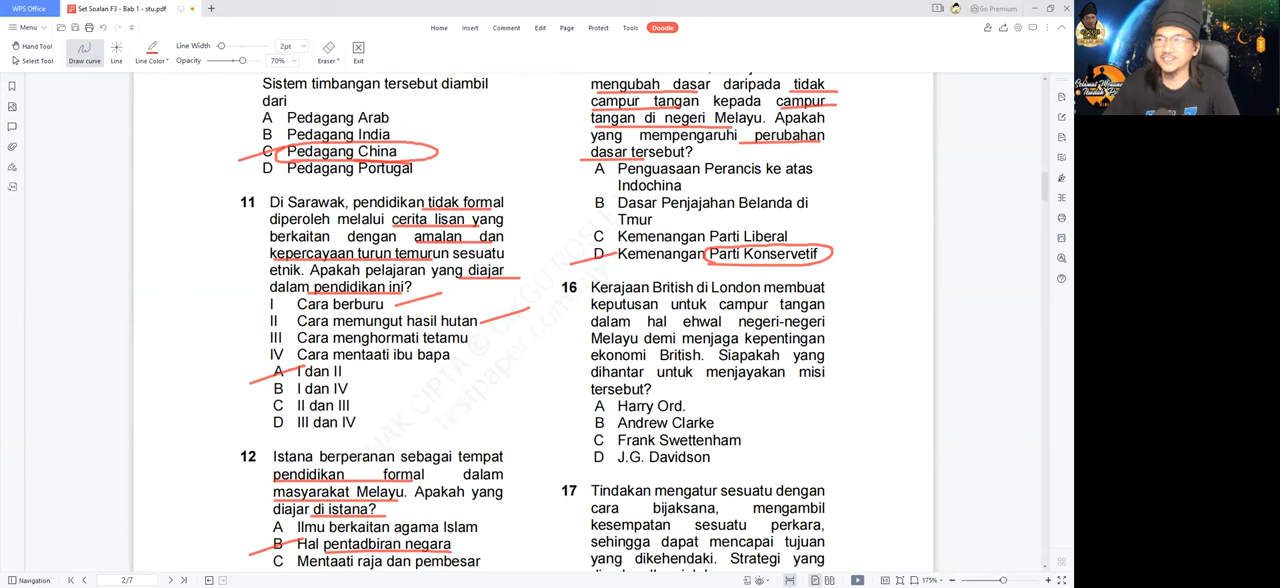 WPS Office
Set Soalan F3 - Bab 1 - stu.pdf
Go Premium
Menu
Home
Insert
Comment
Edit
Page
Protect
Tools
Doodle
Hand Tool
Select Tool
Draw curve
Line
Line Color
Line Width
2pt
Opacity
70%
Eraser
Exit
Sistem timbangan tersebut diambil
dari
A Pedagang Arab
B Pedagang India
C Pedagang China
D Pedagang Portugal
11 Di Sarawak, pendidikan tidak formal
diperoleh melalui cerita lisan yang
berkaitan dengan amalan dan
kepercayaan turun temurun sesuatu
etnik. Apakah pelajaran yang diajar
dalam pendidikan ini?
I Cara berburu
II Cara memungut hasil hutan
III Cara menghormati tetamu
IV Cara mentaati ibu bapa
A I dan II
B I dan IV
C II dan III
D III dan IV
12 Istana berperanan sebagai tempat
pendidikan formal dalam
masyarakat Melayu. Apakah yang
diajar di istana?
A Ilmu berkaitan agama Islam
B Hal pentadbiran negara
C Mentaati raja dan pembesar
mengubah dasar daripada tidak
campur tangan kepada campur
tangan di negeri Melayu. Apakah
yang mempengaruhi perubahan
dasar tersebut?
A Penguasaan Perancis ke atas
Indochina
B Dasar Penjajahan Belanda di
Tmur
C Kemenangan Parti Liberal
D Kemenangan Parti Konservetif
16 Kerajaan British di London membuat
keputusan untuk campur tangan
dalam hal ehwal negeri-negeri
Melayu demi menjaga kepentingan
ekonomi British. Siapakah yang
dihantar untuk menjayakan misi
tersebut?
A Harry Ord.
B Andrew Clarke
C Frank Swettenham
D J.G. Davidson
17 Tindakan mengatur sesuatu dengan
cara bijaksana, mengambil
kesempatan sesuatu perkara,
sehingga dapat mencapai tujuan
yang dikehendaki. Strategi yang
Navigation
2/7
175%